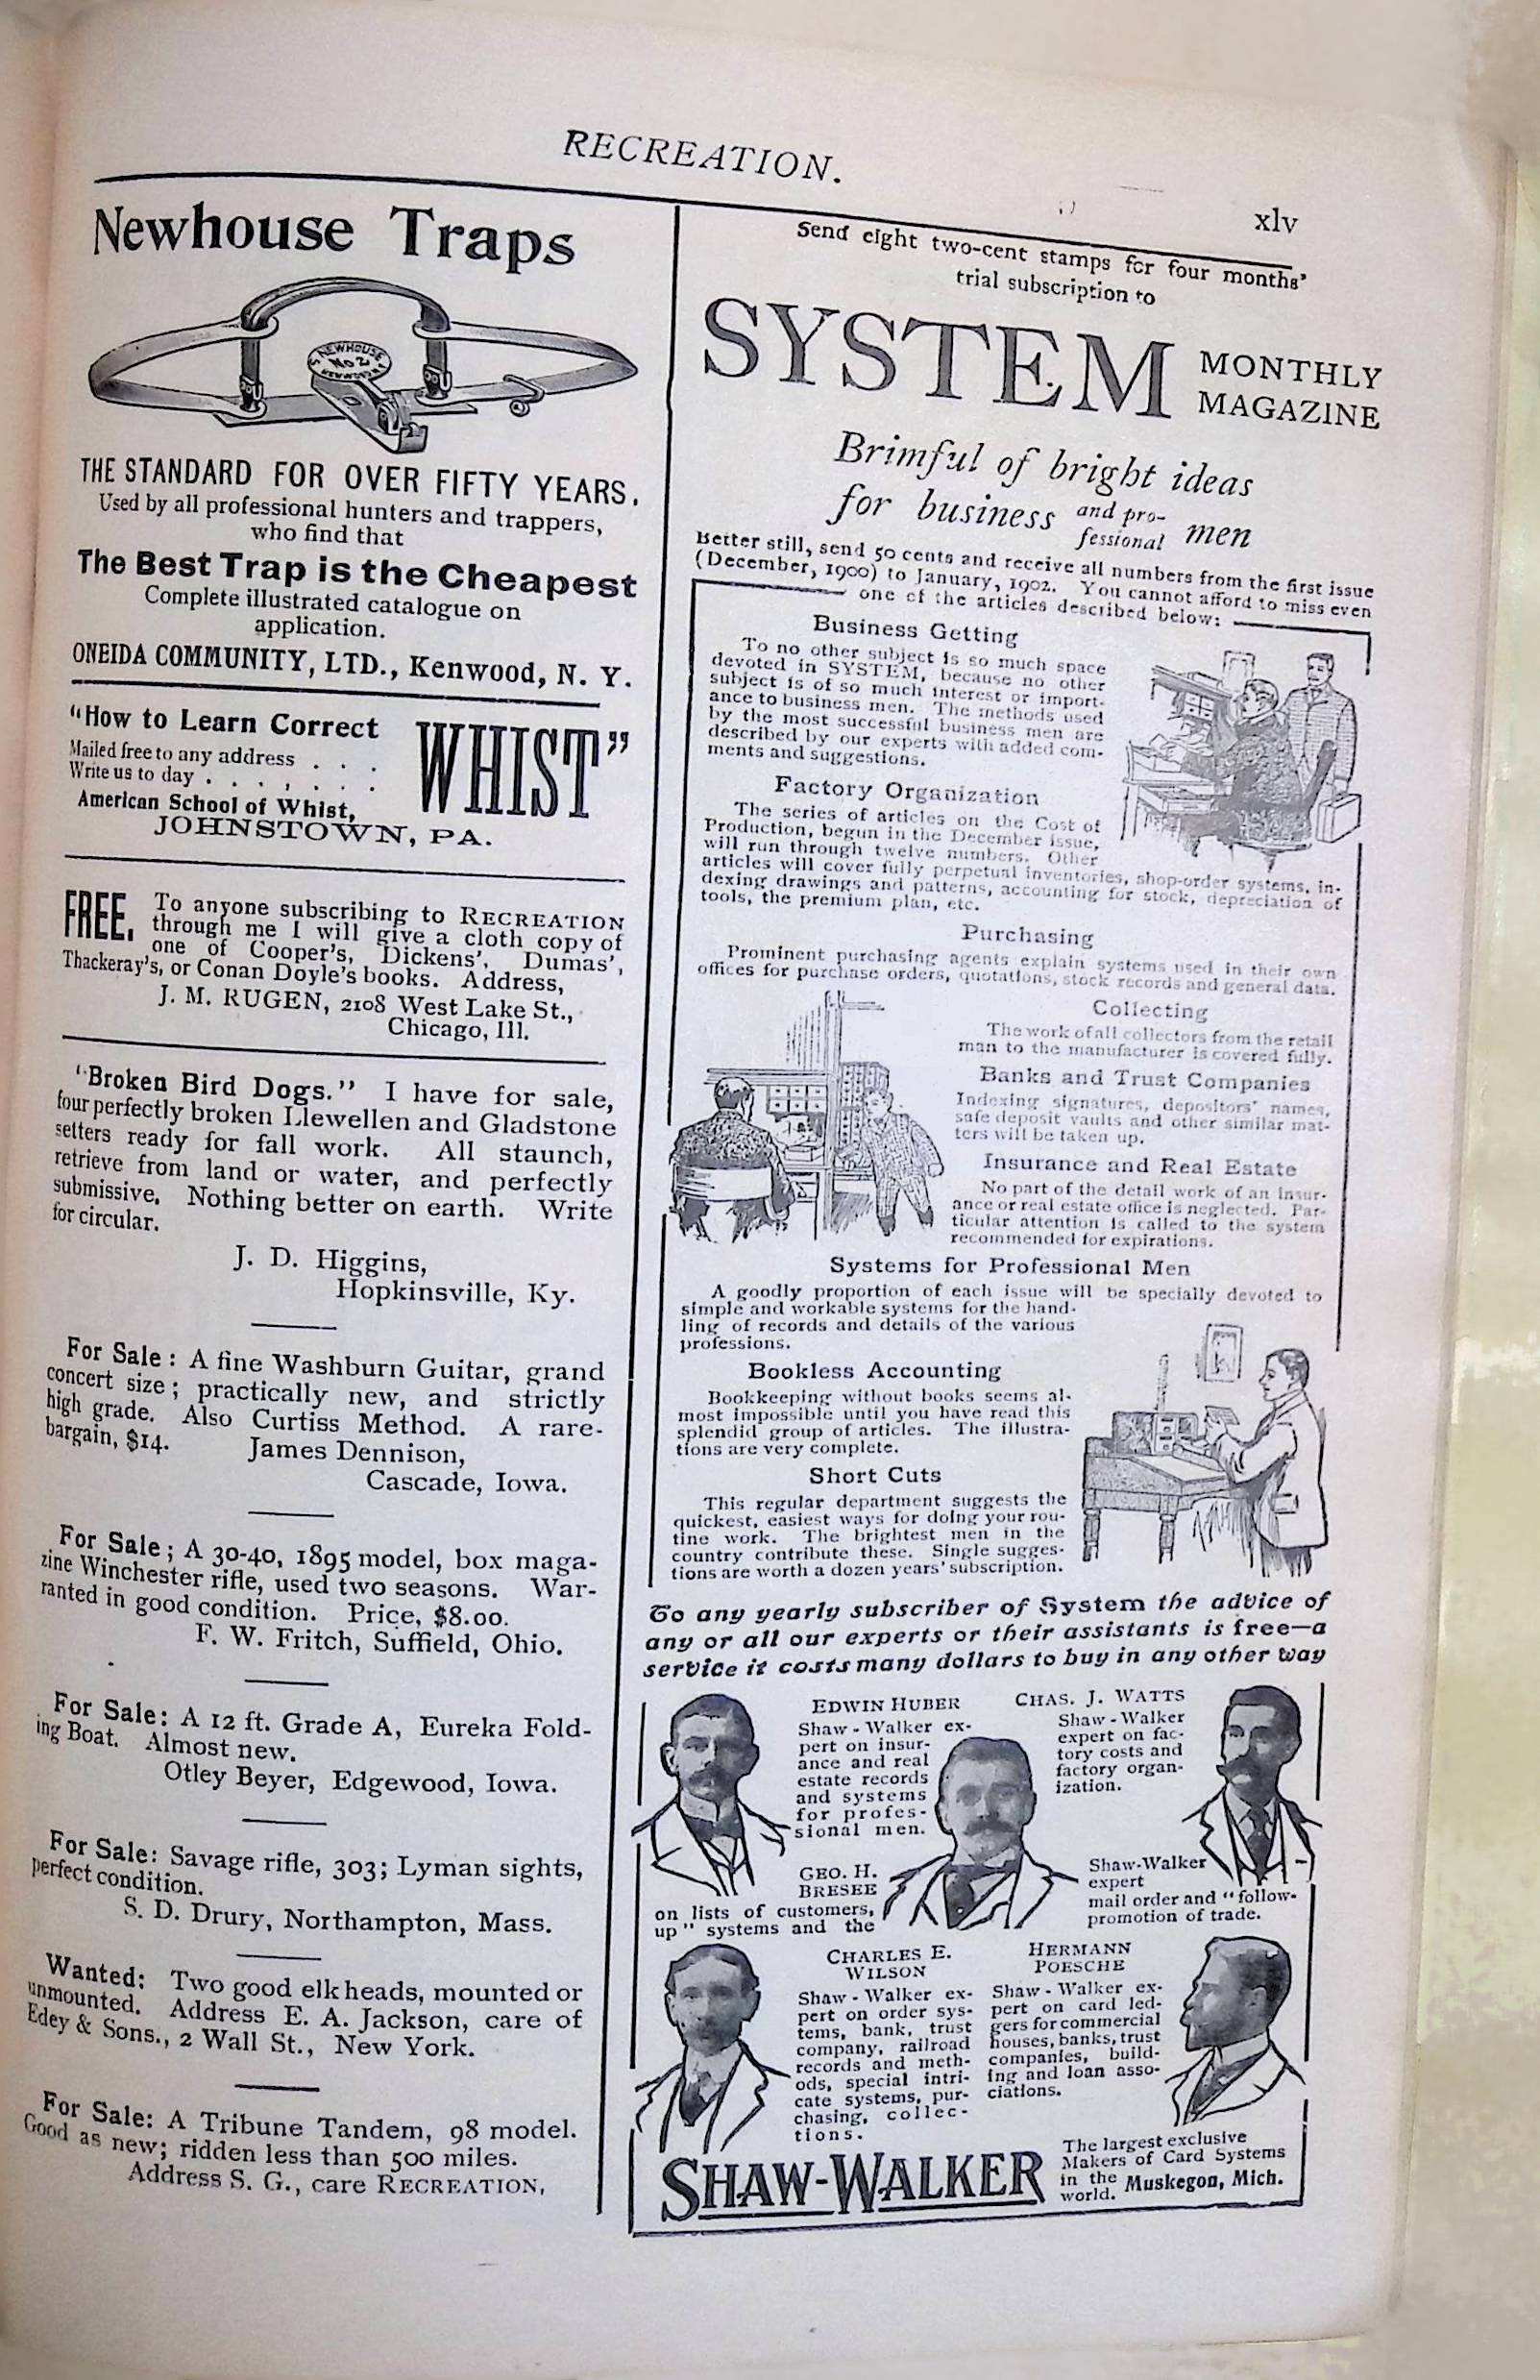 RECREATION.
xlv
Newhouse Traps
S. NEWHOUSE
No 2
THE STANDARD FOR OVER FIFTY YEARS.
Used by all professional hunters and trappers,
who find that
The Best Trap is the Cheapest
Complete illustrated catalogue on
application.
ONEIDA COMMUNITY, LTD., Kenwood, N. Y.
"How to Learn Correct
WHIST"
Mailed free to any address . . .
Write us to day . . . . . .
American School of Whist,
JOHNSTOWN, PA.
FREE. To anyone subscribing to RECREATION
through me I will give a cloth copy of
one of Cooper's, Dickens', Dumas',
Thackeray's, or Conan Doyle's books. Address,
J. M. RUGEN, 2108 West Lake St.,
Chicago, Ill.
"Broken Bird Dogs." I have for sale,
four perfectly broken Llewellen and Gladstone
setters ready for fall work. All staunch,
retrieve from land or water, and perfectly
submissive. Nothing better on earth. Write
for circular.
J. D. Higgins,
Hopkinsville, Ky.
For Sale: A fine Washburn Guitar, grand
concert size; practically new, and strictly
high grade. Also Curtiss Method. A rare-
bargain, $14.
James Dennison,
Cascade, Iowa.
For Sale; A 30-40, 1895 model, box maga-
zine Winchester rifle, used two seasons. War-
ranted in good condition. Price, $8.00.
F. W. Fritch, Suffield, Ohio.
For Sale: A 12 ft. Grade A, Eureka Fold-
ing Boat. Almost new.
Otley Beyer, Edgewood, Iowa.
For Sale: Savage rifle, 303; Lyman sights,
perfect condition.
S. D. Drury, Northampton, Mass.
Wanted: Two good elk heads, mounted or
unmounted. Address E. A. Jackson, care of
Edey & Sons., 2 Wall St., New York.
For Sale: A Tribune Tandem, 98 model.
Good as new; ridden less than 500 miles.
Address S. G., care RECREATION,
Send eight two-cent stamps for four months'
trial subscription to
SYSTEM MONTHLY
MAGAZINE
Brimful of bright ideas
for business and pro-
fessional men
Better still, send 50 cents and receive all numbers from the first issue
(December, 1900) to January, 1902. You cannot afford to miss even
one of the articles described below:
Business Getting
To no other subject is so much space
devoted in SYSTEM, because no other
subject is of so much interest or import-
ance to business men. The methods used
by the most successful business men are
described by our experts with added com-
ments and suggestions.
Factory Organization
The series of articles on the Cost of
Production, begun in the December issue,
will run through twelve numbers. Other
articles will cover fully perpetual inventories, shop-order systems, in-
dexing drawings and patterns, accounting for stock, depreciation of
tools, the premium plan, etc.
Purchasing
Prominent purchasing agents explain systems used in their own
offices for purchase orders, quotations, stock records and general data.
Collecting
The work of all collectors from the retail
man to the manufacturer is covered fully.
Banks and Trust Companies
Indexing signatures, depositors' names,
safe deposit vaults and other similar mat-
ters will be taken up.
Insurance and Real Estate
No part of the detail work of an insur-
ance or real estate office is neglected. Par-
ticular attention is called to the system
recommended for expirations.
Systems for Professional Men
A goodly proportion of each issue will be specially devoted to
simple and workable systems for the hand-
ling of records and details of the various
professions.
Bookless Accounting
Bookkeeping without books seems al-
most impossible until you have read this
splendid group of articles. The illustra-
tions are very complete.
Short Cuts
This regular department suggests the
quickest, easiest ways for doing your rou-
tine work. The brightest men in the
country contribute these. Single sugges-
tions are worth a dozen years' subscription.
To any yearly subscriber of System the advice of
any or all our experts or their assistants is free—a
service it costs many dollars to buy in any other way
EDWIN HUBER
Shaw-Walker ex-
pert on insur-
ance and real
estate records
and systems
for profes-
sional men.
CHAS. J. WATTS
Shaw-Walker
expert on fac-
tory costs and
factory organ-
ization.
GEO. H.
BRESEE
Shaw-Walker
expert
on lists of customers,
mail order and "follow-
up" systems and the
promotion of trade.
CHARLES E.
WILSON
Shaw-Walker ex-
pert on order sys-
tems, bank, trust
company, railroad
records and meth-
ods, special intri-
cate systems, pur-
chasing, collec-
tions.
HERMANN
POESCHE
Shaw-Walker ex-
pert on card led-
gers for commercial
houses, banks, trust
companies, build-
ing and loan asso-
ciations.
SHAW-WALKER
The largest exclusive
Makers of Card Systems
in the
world. Muskegon, Mich.